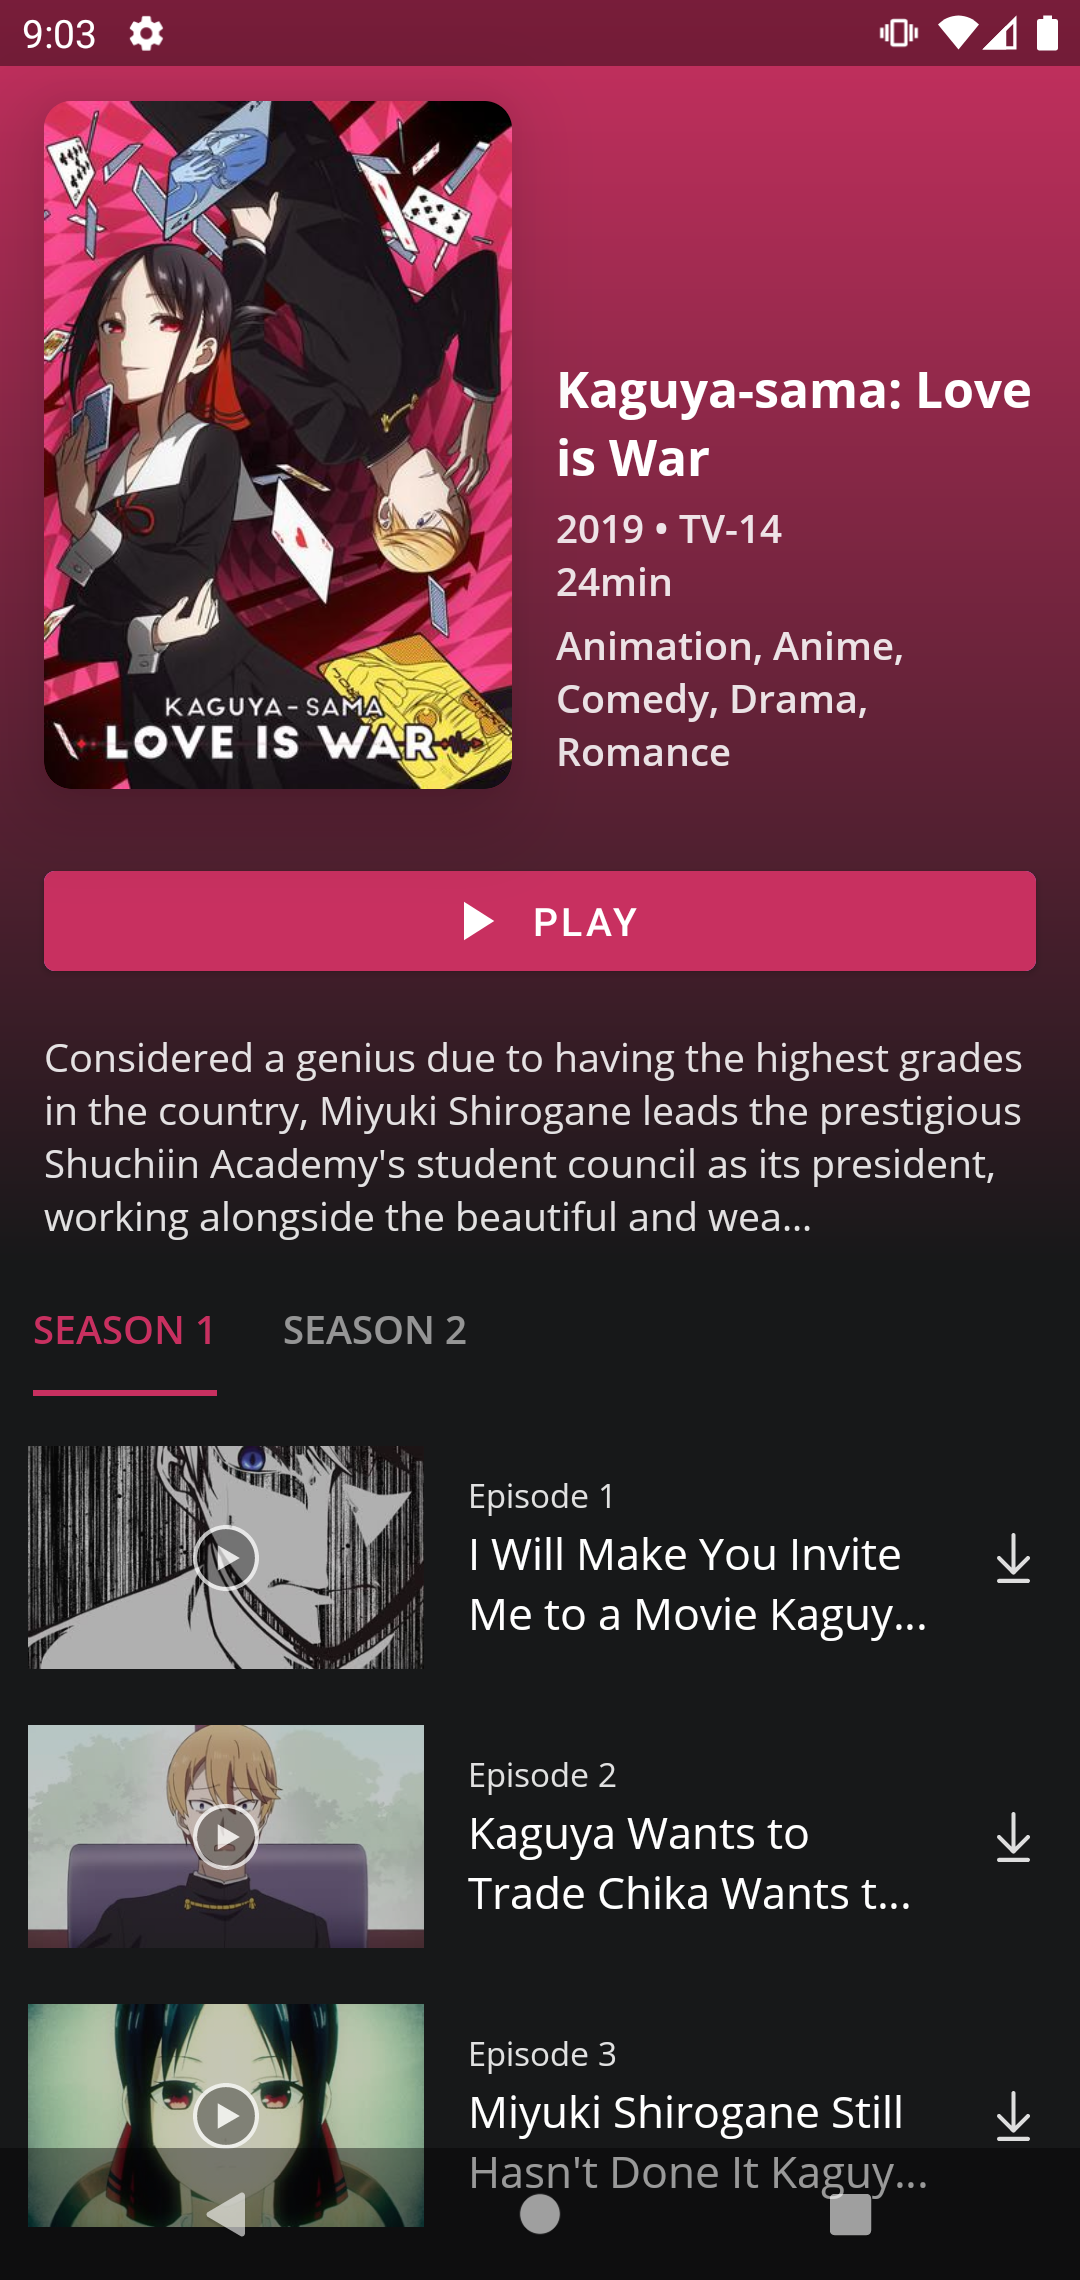 9:03
KAGUYA-SAMA
LOVE IS WAR
Kaguya-sama: Love
is War
2019 • TV-14
24min
Animation, Anime,
Comedy, Drama,
Romance
PLAY
Considered a genius due to having the highest grades
in the country, Miyuki Shirogane leads the prestigious
Shuchiin Academy's student council as its president,
working alongside the beautiful and wea...
SEASON 1 SEASON 2
Episode 1
I Will Make You Invite
Me to a Movie Kaguy...
Episode 2
Kaguya Wants to
Trade Chika Wants t...
Episode 3
Miyuki Shirogane Still
Hasn't Done It Kaguy...